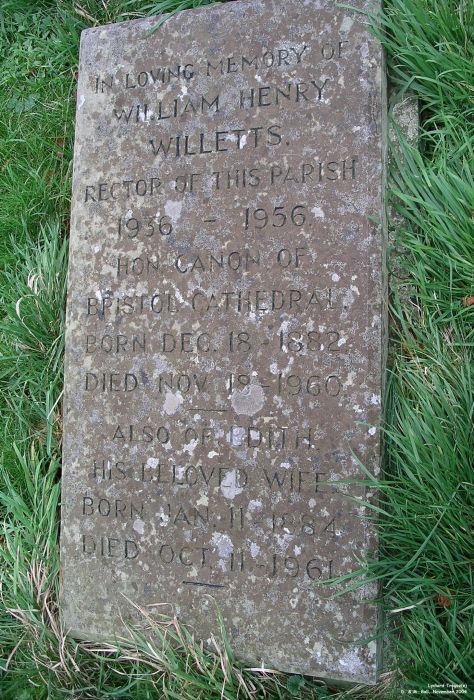 IN LOVING MEMORY OF
WILLIAM HENRY
WILLETTS.
RECTOR OF THIS PARISH
1936 - 1956.
HON. CANON OF
BRISTOL CATHEDRAL.
BORN DEC. 18 - 1882.
DIED NOV. 18 - 1960.
ALSO OF EDITH.
HIS BELOVED WIFE.
BORN JAN. 11 - 1884.
DIED OCT. 11 - 1961.
Lydiard Tregoz(e)